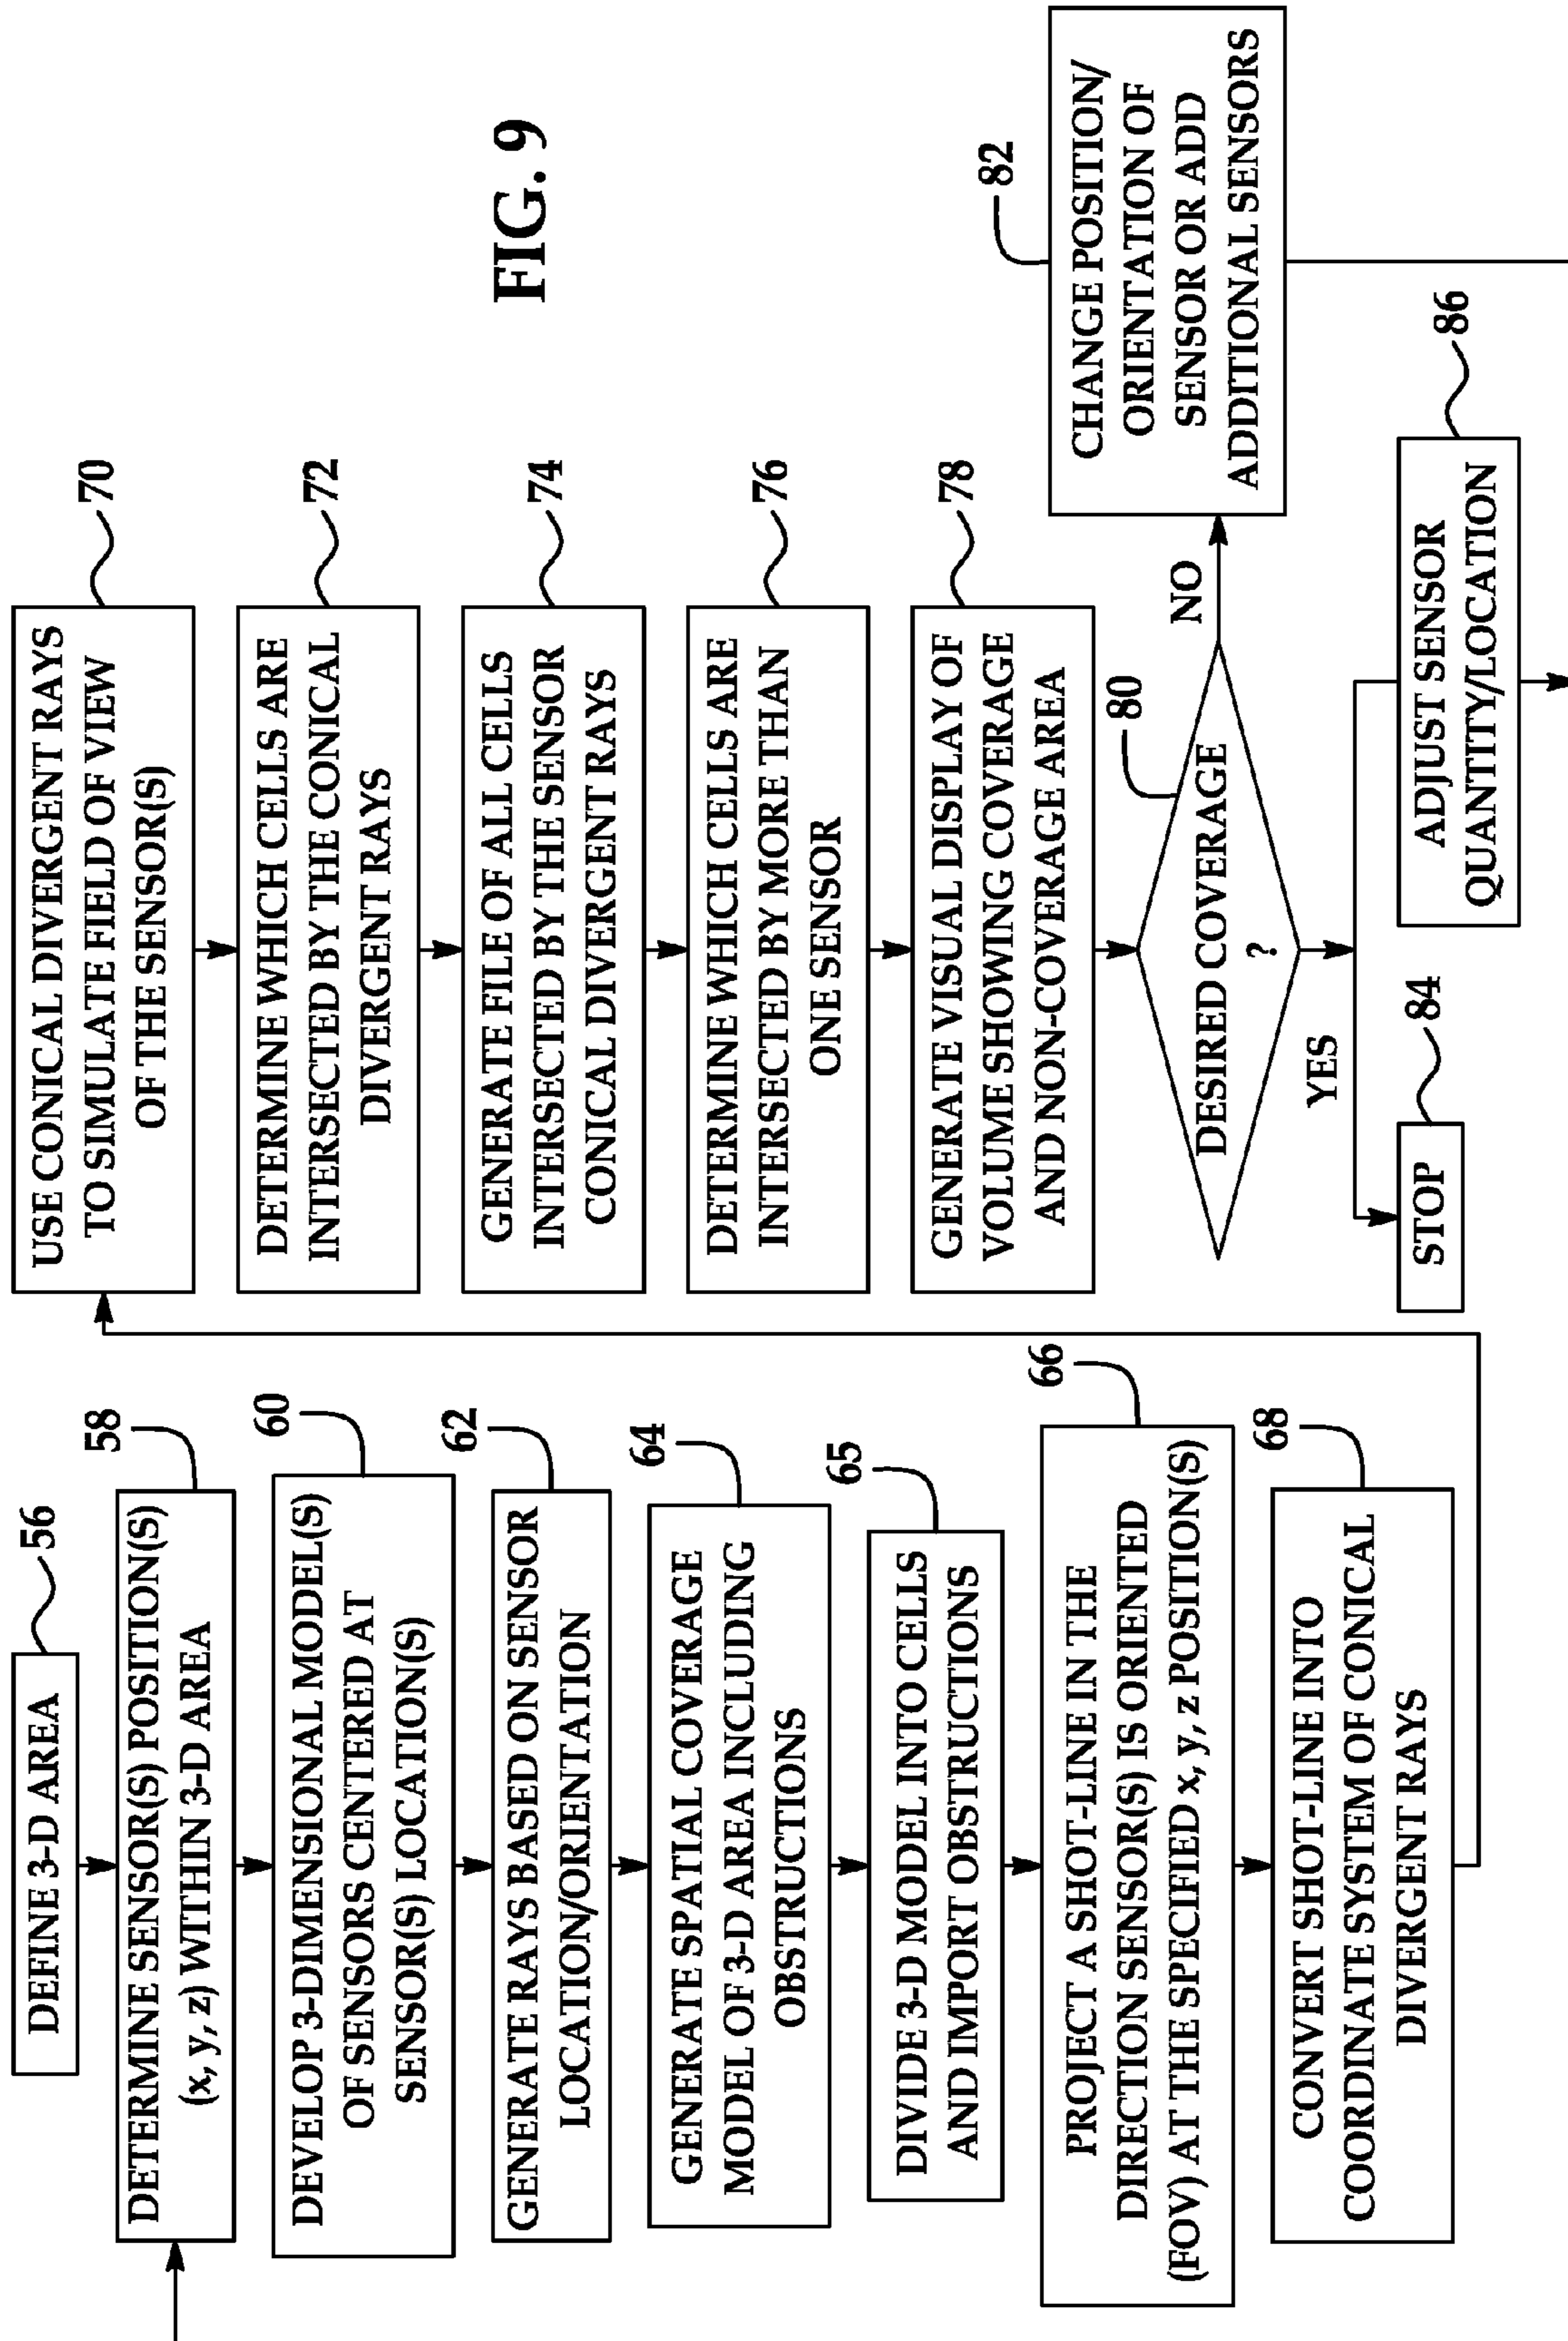 DEFINE 3-D AREA
56
DETERMINE SENSOR(S) POSITION(S)
(x, y, z) WITHIN 3-D AREA
58
DEVELOP 3-DIMENSIONAL MODEL(S)
OF SENSORS CENTERED AT
SENSOR(S) LOCATION(S)
60
GENERATE RAYS BASED ON SENSOR
LOCATION/ORIENTATION
62
GENERATE SPATIAL COVERAGE
MODEL OF 3-D AREA INCLUDING
OBSTRUCTIONS
64
DIVIDE 3-D MODEL INTO CELLS
AND IMPORT OBSTRUCTIONS
65
PROJECT A SHOT-LINE IN THE
DIRECTION SENSOR(S) IS ORIENTED
(FOV) AT THE SPECIFIED x, y, z POSITION(S)
66
CONVERT SHOT-LINE INTO
COORDINATE SYSTEM OF CONICAL
DIVERGENT RAYS
68
USE CONICAL DIVERGENT RAYS
TO SIMULATE FIELD OF VIEW
OF THE SENSOR(S)
70
DETERMINE WHICH CELLS ARE
INTERSECTED BY THE CONICAL
DIVERGENT RAYS
72
GENERATE FILE OF ALL CELLS
INTERSECTED BY THE SENSOR
CONICAL DIVERGENT RAYS
74
DETERMINE WHICH CELLS ARE
INTERSECTED BY MORE THAN
ONE SENSOR
76
GENERATE VISUAL DISPLAY OF
VOLUME SHOWING COVERAGE
AND NON-COVERAGE AREA
78
DESIRED COVERAGE
?
80
NO
YES
CHANGE POSITION/
ORIENTATION OF
SENSOR OR ADD
ADDITIONAL SENSORS
82
STOP
84
ADJUST SENSOR
QUANTITY/LOCATION
86
FIG. 9